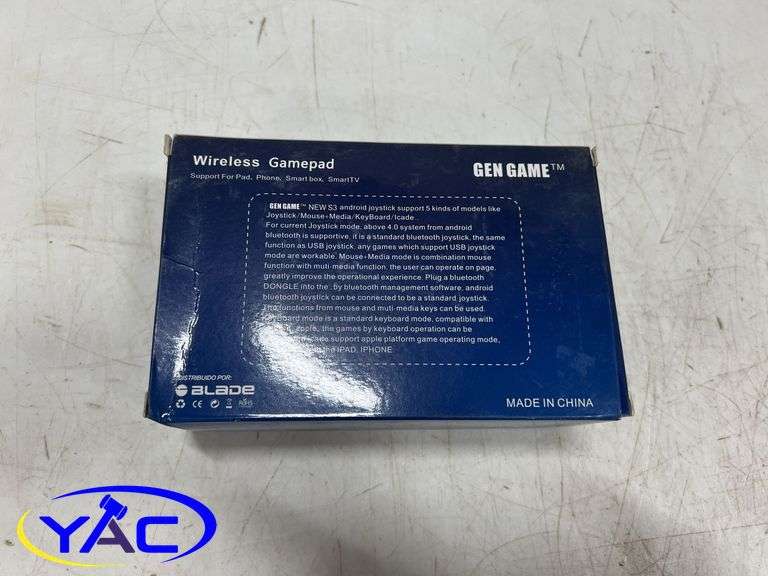 Wireless Gamepad
Support For Pad, Phone, Smart box, SmartTV
GEN GAME™
GEN GAME™ NEW S3 android joystick support 5 kinds of models like
Joystick/Mouse+Media/KeyBoard/Icade..
For current Joystick mode, above 4.0 system from android
bluetooth is supportive, it is a standard bluetooth joystick, the same
function as USB joystick, any games which support USB joystick
mode are workable. Mouse+Media mode is combination mouse
function with multi-media function, the user can operate on page,
greatly improve the operational experience. Plug a bluetooth
DONGLE into the.. By bluetooth management software, android
bluetooth joystick can be connected to be a standard joystick.
The functions from mouse and muti-media keys can be used.
Keyboard mode is a standard keyboard mode, compatible with
apple, the games by keyboard operation can be
support apple platform game operating mode,
the IPAD, IPHONE
DISTRIBUIDO POR:
BLADE
CE
MADE IN CHINA
YAC